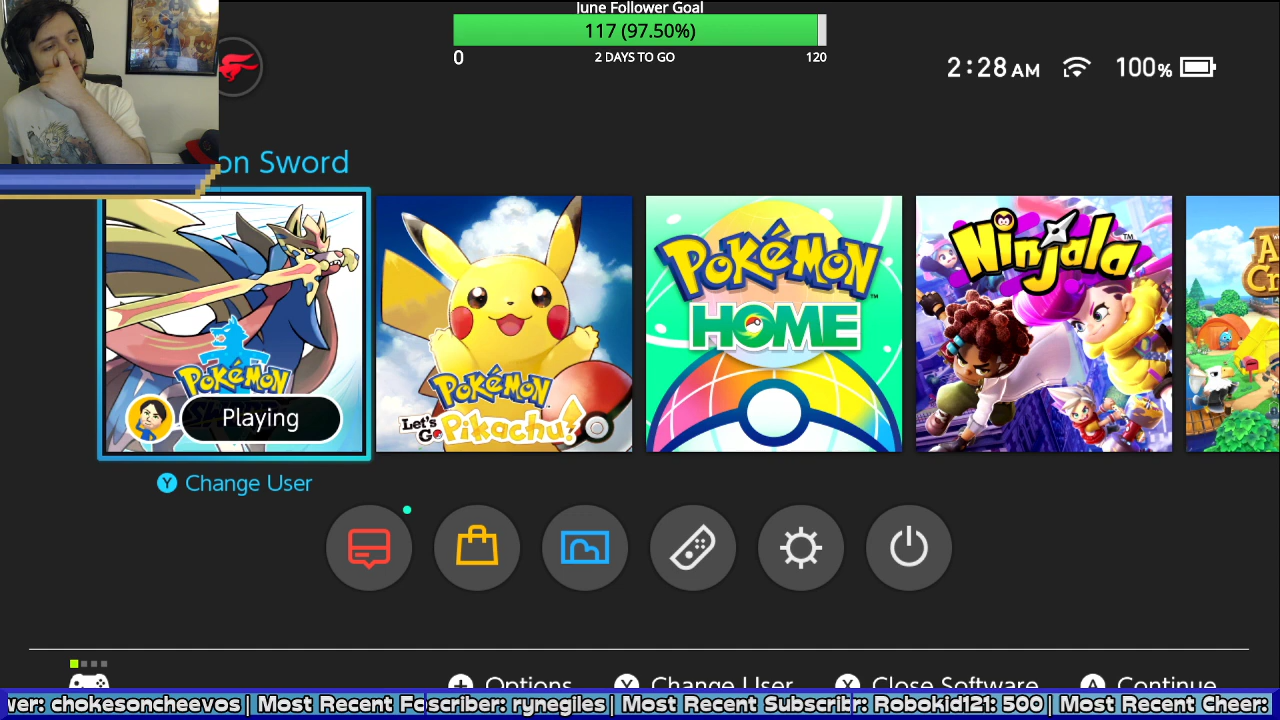 June Follower Goal
117 (97.50%)
0
2 DAYS TO GO
120
2:28 AM
100%
on Sword
POKéMON
Playing
POKéMON
Let's Go Pikachu!
POKéMON
HOME
NiNjala
TM
A
Cr
Y Change User
+ Options
Y Change User
X Close Software
A Continue
ver: chokesoncheevos | Most Recent Fo
scriber: rynegiles | Most Recent Subscrib
r: Robokid121: 500 | Most Recent Cheer: